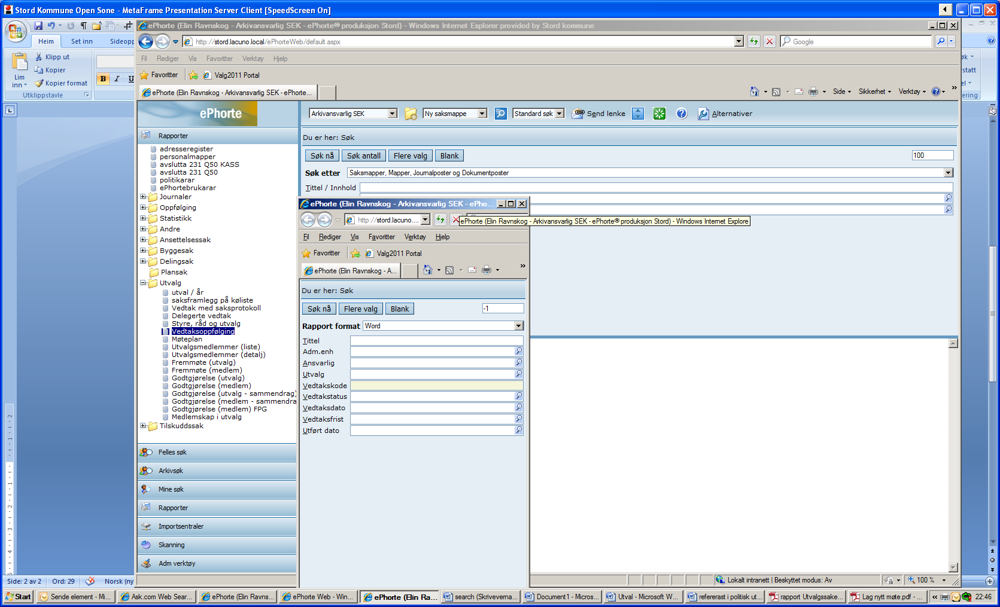 Stord Kommune Open Sone - MetaFrame Presentation Server Client [SpeedScreen On]
Heim
Set inn
Sideopp
Lim inn
Klipp ut
Kopier
Kopier format
Utklippstavle
B I U
L
ePhorte (Elin Ravnskog - Arkivansvarlig SEK - ePhorte® produksjon Stord) - Windows Internet Explorer provided by Stord kommune
http://stord.lacuno.local/ePhorteWeb/default.aspx
Google
Fil Rediger Vis Favoritter Verktøy Hjelp
Favoritter
Valg2011 Portal
ePhorte (Elin Ravnskog - Arkivansvarlig SEK - ePhorte...
Side Sikkerhet Verktøy »
ePhorte
Arkivansvarlig SEK
Ny saksmappe
Standard søk
Send lenke
Alternativer
Rapporter
adresseregister
personalmapper
avslutta 231 Q50 KASS
avslutta 231 Q50
politikarar
ePhortebrukarar
Journaler
Oppfølging
Statistikk
Andre
Ansettelsessak
Byggesak
Delingsak
Plansak
Utvalg
utval / år
saksframlegg på køliste
Vedtak med saksprotokoll
Delegerte vedtak
Styre, råd og utvalg
Vedtaksoppfølging
Møteplan
Utvalgsmedlemmer (liste)
Utvalgsmedlemmer (detalj)
Fremmøte (utvalg)
Fremmøte (medlem)
Godtgjørelse (utvalg)
Godtgjørelse (medlem)
Godtgjørelse (utvalg - sammendrag)
Godtgjørelse (medlem - sammendra
Godtgjørelse (medlem) FPG
Medlemskap i utvalg
Tilskuddssak
Felles søk
Arkivsøk
Mine søk
Rapporter
Importsentraler
Skanning
Adm verktøy
Du er her: Søk
Søk nå
Søk antall
Flere valg
Blank
100
Søk etter
Saksmapper, Mapper, Journalposter og Dokumentposter
Tittel / Innhold
ePhorte (Elin Ravnskog - Arkivansvarlig SEK - ePho...
http://stord.lacuno....
ePhorte (Elin Ravnskog - Arkivansvarlig SEK - ePhorte® produksjon Stord) - Windows Internet Explore
Fil Rediger Vis Favoritter Verktøy Hjelp
Favoritter
Valg2011 Portal
ePhorte (Elin Ravnskog - A...
»
Du er her: Søk
Søk nå
Flere valg
Blank
-1
Rapport format
Word
Tittel
Adm.enh
Ansvarlig
Utvalg
Vedtakskode
Vedtakstatus
Vedtaksdato
Vedtaksfrist
Utført dato
Lokalt intranett | Beskyttet modus: Av
100 %
Side: 2 av 2
Ord: 29
Norsk (ny
Start
Sende element - Mi...
Ask.com Web Sear...
ePhorte (Elin Ravns...
ePhorte Web - Win...
ePhorte (Elin Ra...
search (Skriveverna...
Document1 - Micros...
Utval - Microsoft W...
refererast i politisk ut...
rapport Utvalgssake...
Lag nytt møte.pdf - ...
«
22:46